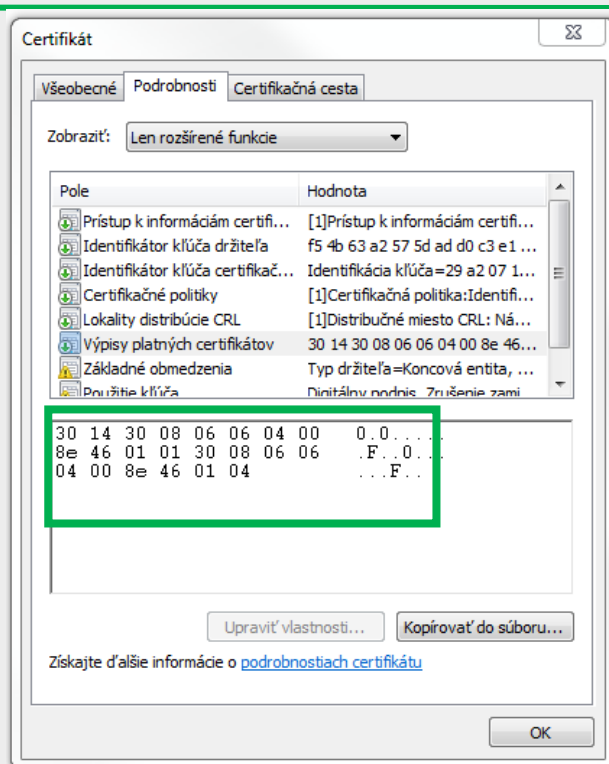 Certifikát
Všeobecné Podrobnosti Certifikačná cesta
Zobraziť: Len rozšírené funkcie
Pole Hodnota
Prístup k informáciám certifi... [1]Prístup k informáciám certifi...
Identifikátor kľúča držiteľa f5 4b 63 a2 57 5d ad d0 c3 e1 ...
Identifikátor kľúča certifikač... Identifikácia kľúča=29 a2 07 1...
Certifikačné politiky [1]Certifikačná politika:Identifi...
Lokality distribúcie CRL [1]Distribučné miesto CRL: Ná...
Výpisy platných certifikátov 30 14 30 08 06 06 04 00 8e 46...
Základné obmedzenia Typ držiteľa=Koncová entita, ...
Použitie kľúča Digitálny podpis, Zrušenie zami
30 14 30 08 06 06 04 00 0.0.....
8e 46 01 01 30 08 06 06 .F..0...
04 00 8e 46 01 04 ...F..
Upraviť vlastnosti... Kopírovať do súboru...
Získajte ďalšie informácie o podrobnostiach certifikátu
OK